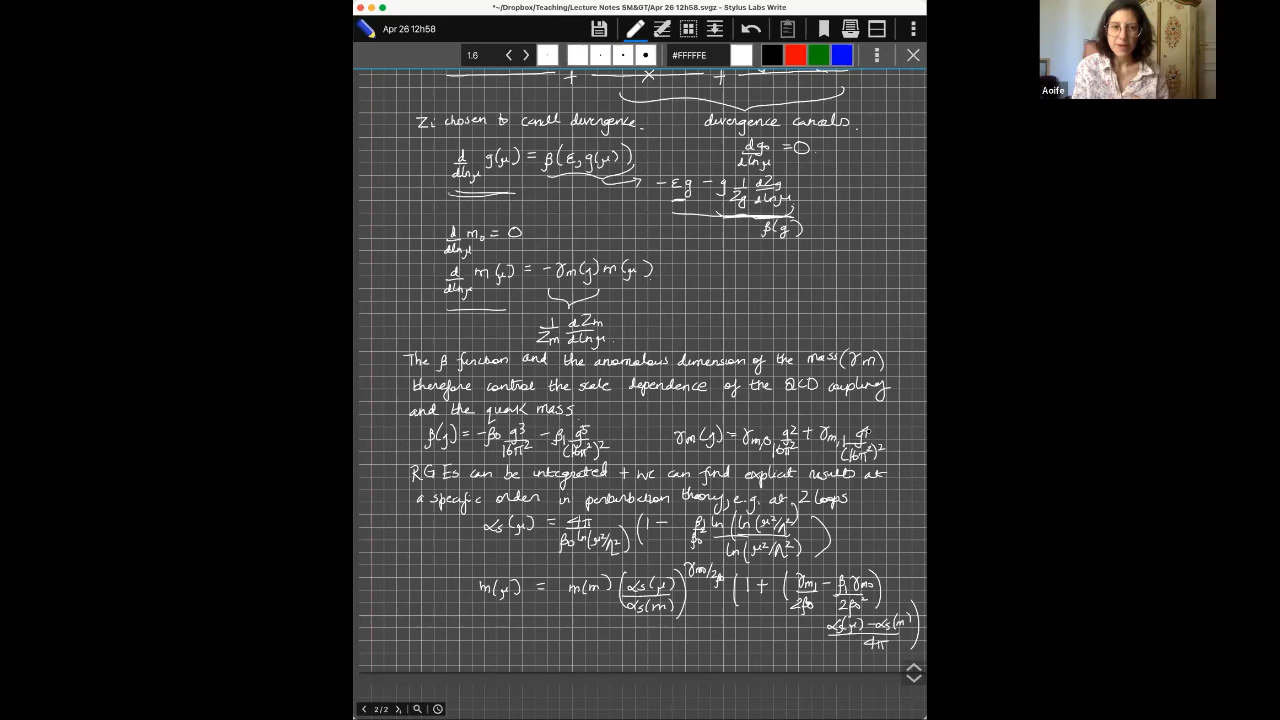 *~/Dropbox/Teaching/Lecture Notes SM&GT/Apr 26 12h58.svgz - Stylus Labs Write
Apr 26 12h56
1.6
#FFFFFE
Aoife
+ × +
Zi chosen to cancel divergence. divergence cancels.
d/dlnμ g(μ) = β(ε, g(μ)) dg₀/dlnμ = 0
→ -εg - g 1/Zg dZg/dlnμ
β(g)
d/dlnμ m₀ = 0
d/dlnμ m(μ) = -γm(g) m(μ)
1/Zm dZm/dlnμ.
The β function and the anomalous dimension of the mass (γm)
therefore control the scale dependence of the QCD coupling
and the quark mass.
β(g) = -β₀ g³/16π² - β₁ g⁵/(16π²)² γm(g) = γm,0 g²/16π² + γm,1 g⁴/(16π²)²
RGEs can be integrated + we can find explicit results at
a specific order in perturbation theory, e.g. at 2 loops
αs(μ) = 4π/β₀ ln(μ²/Λ²) (1 - β₁/β₀² ln(ln(μ²/Λ²))/ln(μ²/Λ²))
m(μ) = m(m) (αs(μ)/αs(m))^γm0/2β₀ (1 + (γm1/2β₀ - β₁γm0/2β₀²)
αs(μ) - αs(m)/4π)
2/2